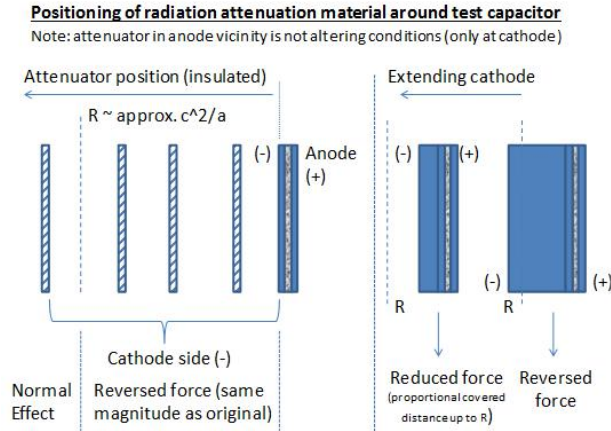 Positioning of radiation attenuation material around test capacitor
Note: attenuator in anode vicinity is not altering conditions (only at cathode)
Attenuator position (insulated)
Extending cathode
R ~ approx. c^2/a
(-)
Anode
(+)
(-)
(+)
(-)
(+)
R
R
Cathode side (-)
Normal
Effect
Reversed force (same
magnitude as original)
Reduced force
(proportional covered
distance up to R)
Reversed
force